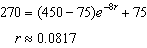 270 = (450 − 75)e^{−8r} + 75
r ≈ 0.0817